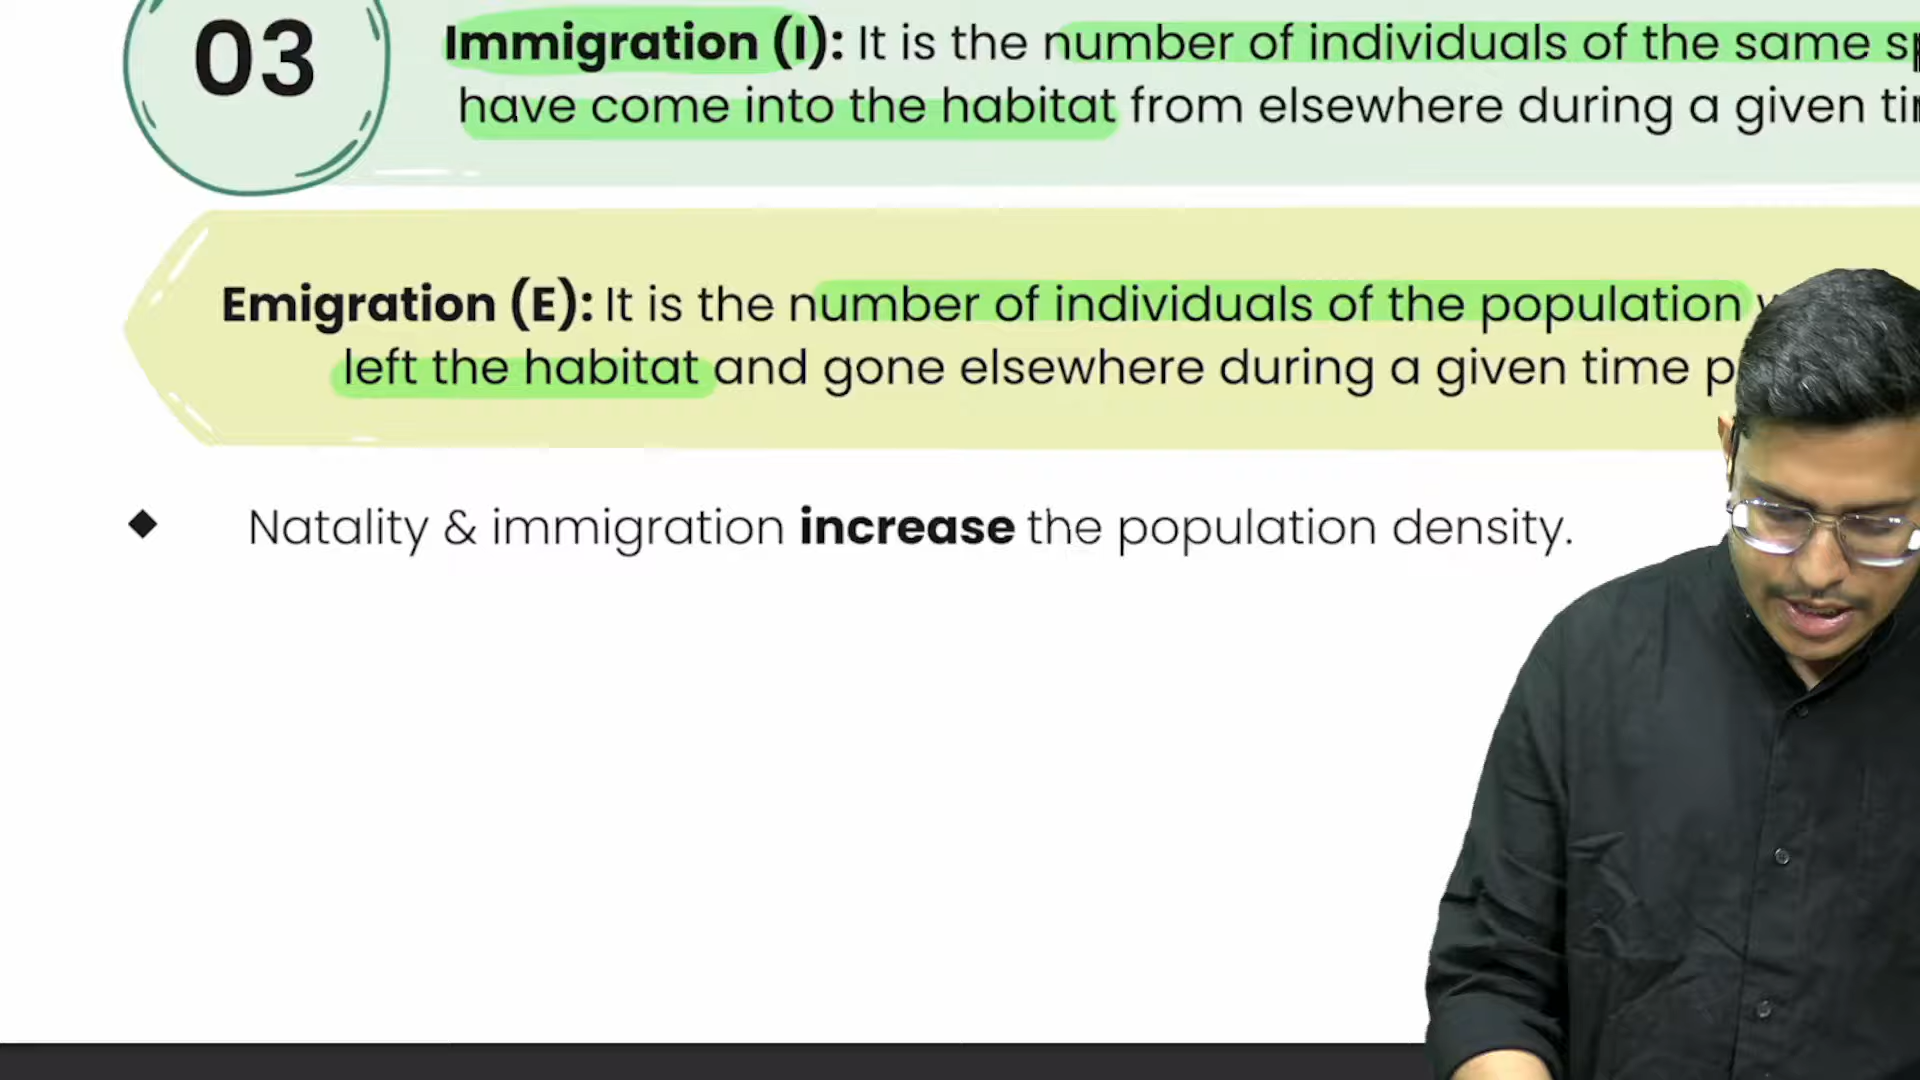 03
Immigration (I): It is the number of individuals of the same
have come into the habitat from elsewhere during a given
Emigration (E): It is the number of individuals of the population
left the habitat and gone elsewhere during a given time
◆ Natality & immigration increase the population density.